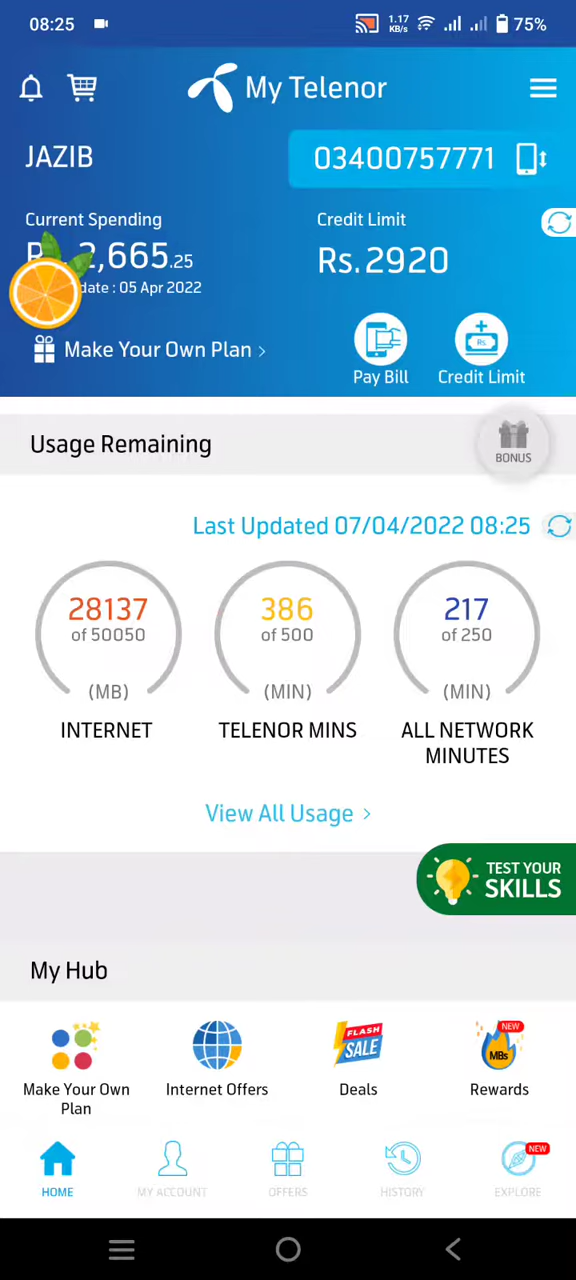 08:25
1.17
KB/s
75%
My Telenor
JAZIB
03400757771
Current Spending
Credit Limit
2,665.25
Rs.2920
date : 05 Apr 2022
Make Your Own Plan >
Pay Bill
Credit Limit
Rs.
Usage Remaining
BONUS
Last Updated 07/04/2022 08:25
28137
of 50050
(MB)
INTERNET
386
of 500
(MIN)
TELENOR MINS
217
of 250
(MIN)
ALL NETWORK
MINUTES
View All Usage >
TEST YOUR
SKILLS
My Hub
FLASH
SALE
NEW
MBs
Make Your Own
Plan
Internet Offers
Deals
Rewards
NEW
HOME
MY ACCOUNT
OFFERS
HISTORY
EXPLORE